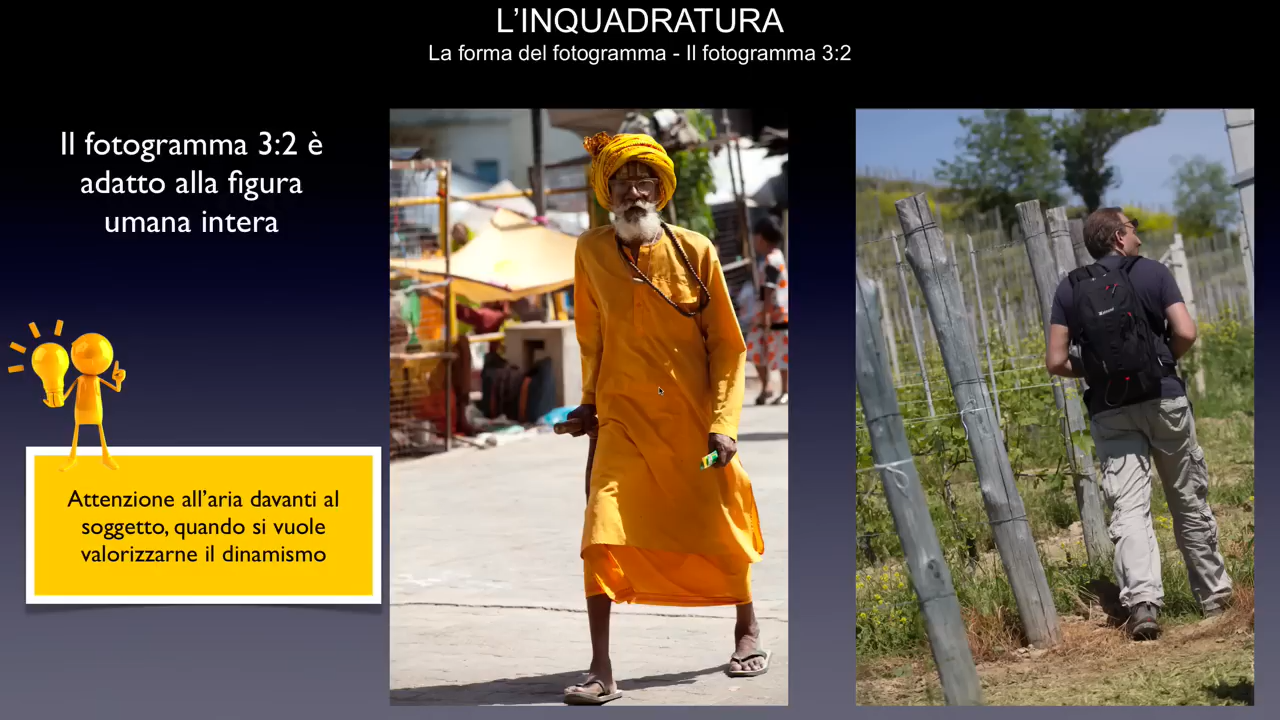 L'INQUADRATURA
La forma del fotogramma - Il fotogramma 3:2
Il fotogramma 3:2 è
adatto alla figura
umana intera
Attenzione all'aria davanti al
soggetto, quando si vuole
valorizzarne il dinamismo